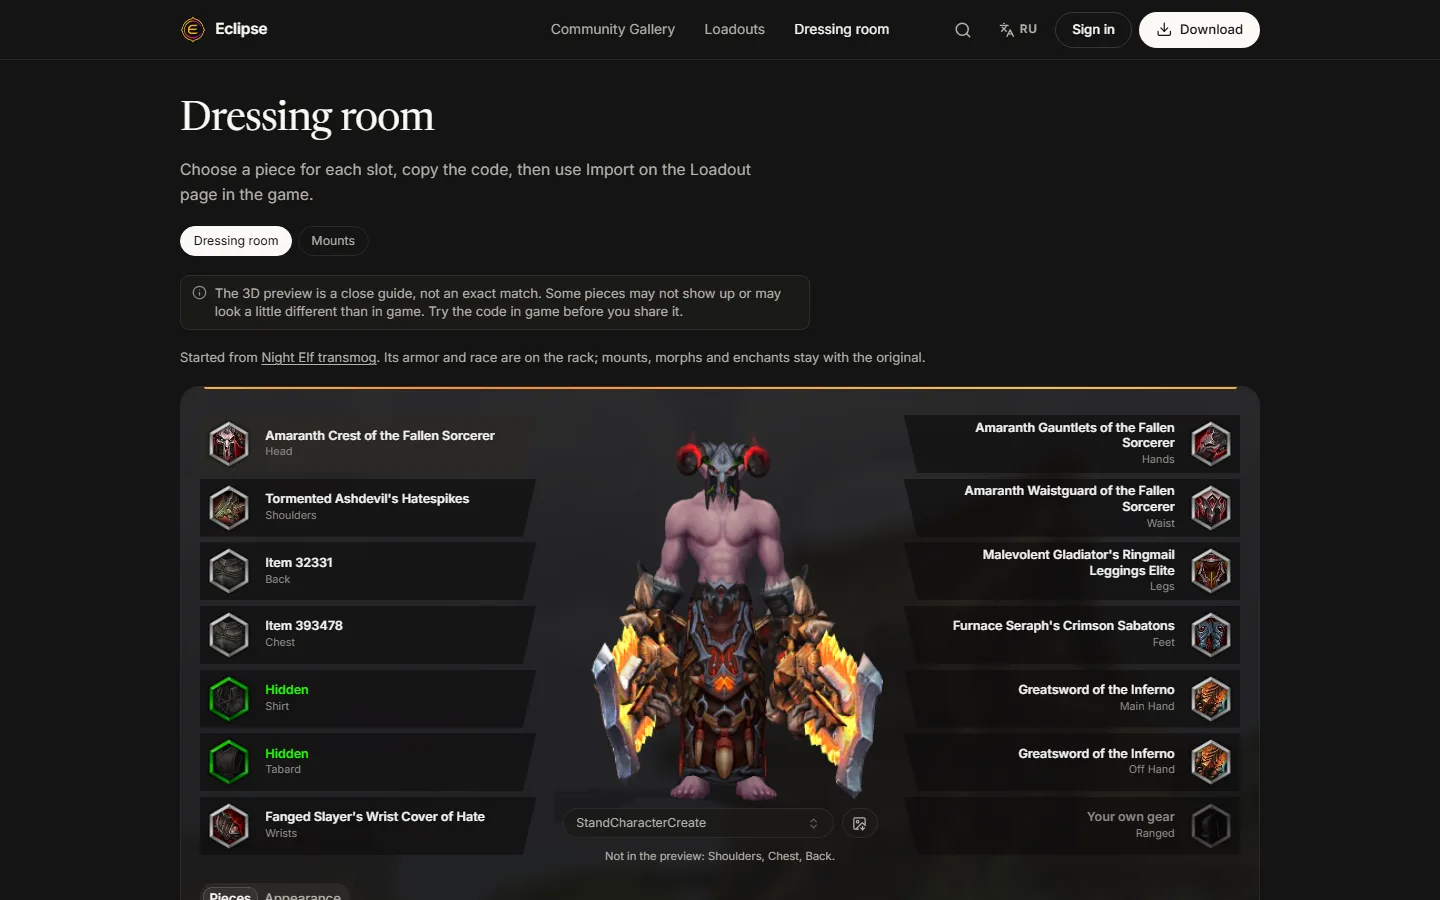 Eclipse
Community Gallery
Loadouts
Dressing room
RU
Sign in
Download
Dressing room
Choose a piece for each slot, copy the code, then use Import on the Loadout
page in the game.
Dressing room
Mounts
The 3D preview is a close guide, not an exact match. Some pieces may not show up or may
look a little different than in game. Try the code in game before you share it.
Started from Night Elf transmog. Its armor and race are on the rack; mounts, morphs and enchants stay with the original.
Amaranth Crest of the Fallen Sorcerer
Head
Tormented Ashdevil's Hatespikes
Shoulders
Item 32331
Back
Item 393478
Chest
Hidden
Shirt
Hidden
Tabard
Fanged Slayer's Wrist Cover of Hate
Wrists
Amaranth Gauntlets of the Fallen
Sorcerer
Hands
Amaranth Waistguard of the Fallen
Sorcerer
Waist
Malevolent Gladiator's Ringmail
Leggings Elite
Legs
Furnace Seraph's Crimson Sabatons
Feet
Greatsword of the Inferno
Main Hand
Greatsword of the Inferno
Off Hand
Your own gear
Ranged
StandCharacterCreate
Not in the preview: Shoulders, Chest, Back.
Pieces
Appearance